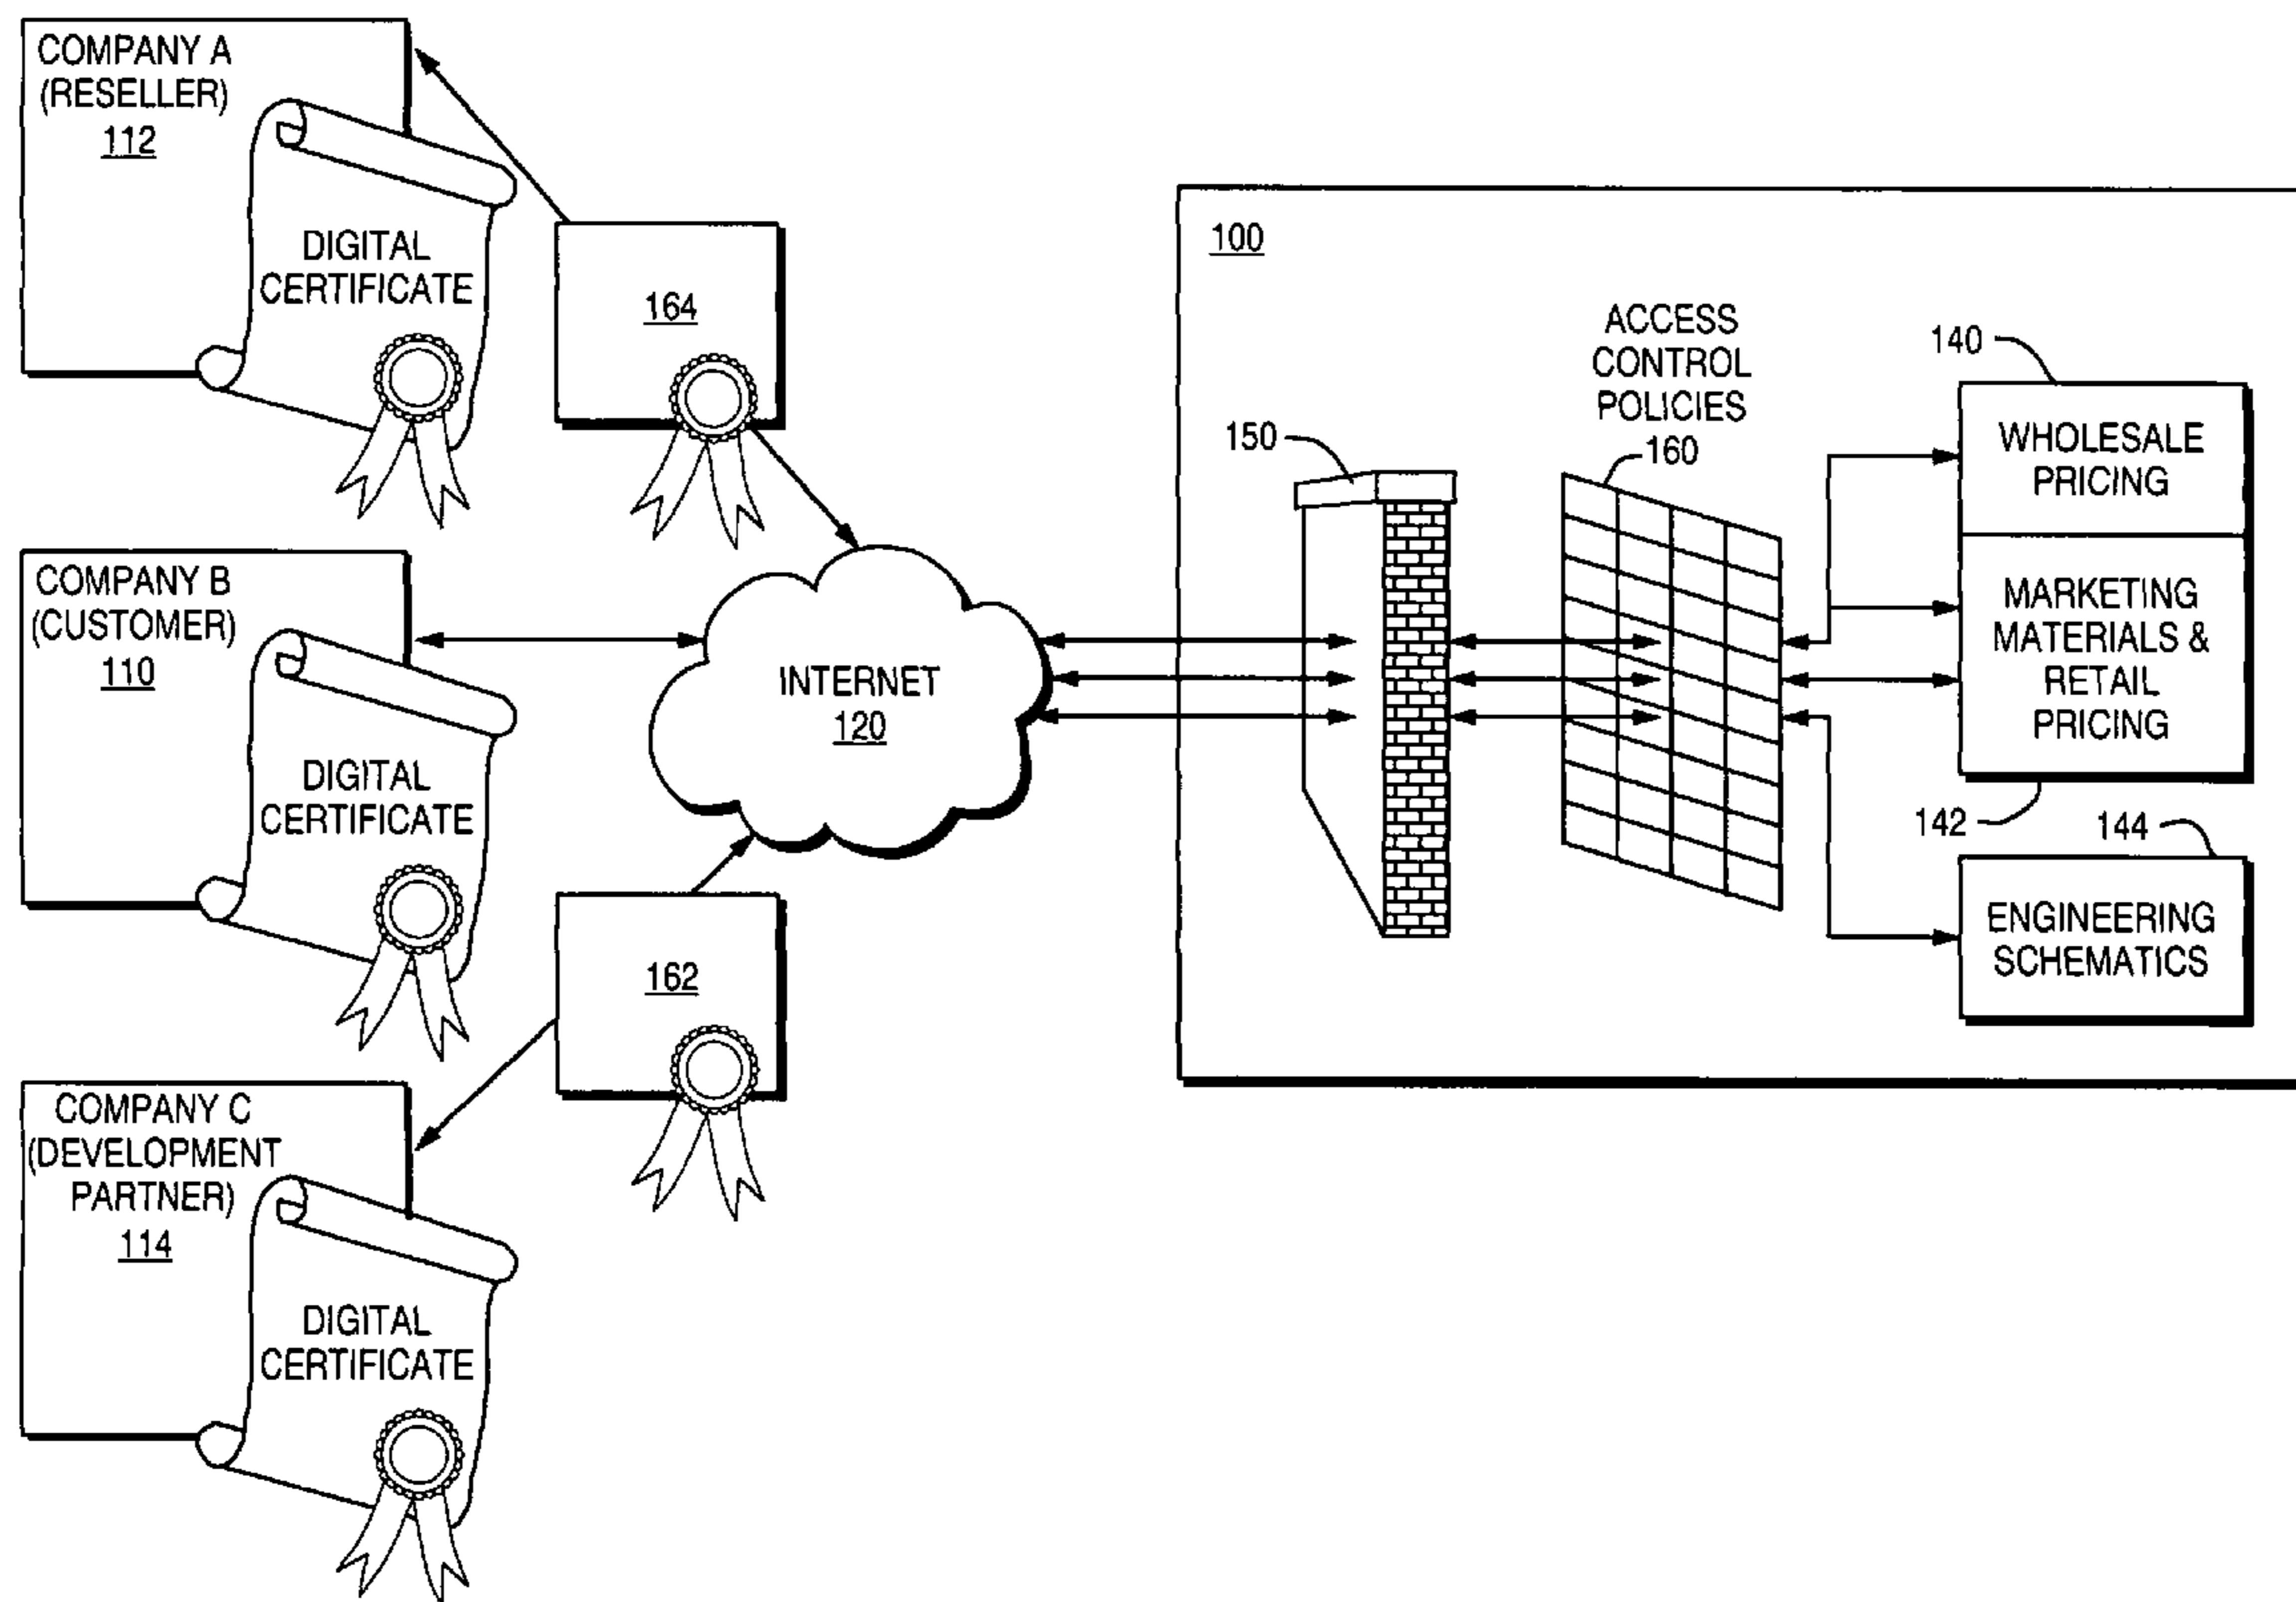 COMPANY A
(RESELLER)
112
DIGITAL
CERTIFICATE
164
COMPANY B
(CUSTOMER)
110
DIGITAL
CERTIFICATE
INTERNET
120
162
COMPANY C
(DEVELOPMENT
PARTNER)
114
DIGITAL
CERTIFICATE
100
150
ACCESS
CONTROL
POLICIES
160
140
WHOLESALE
PRICING
MARKETING
MATERIALS &
RETAIL
PRICING
142
144
ENGINEERING
SCHEMATICS